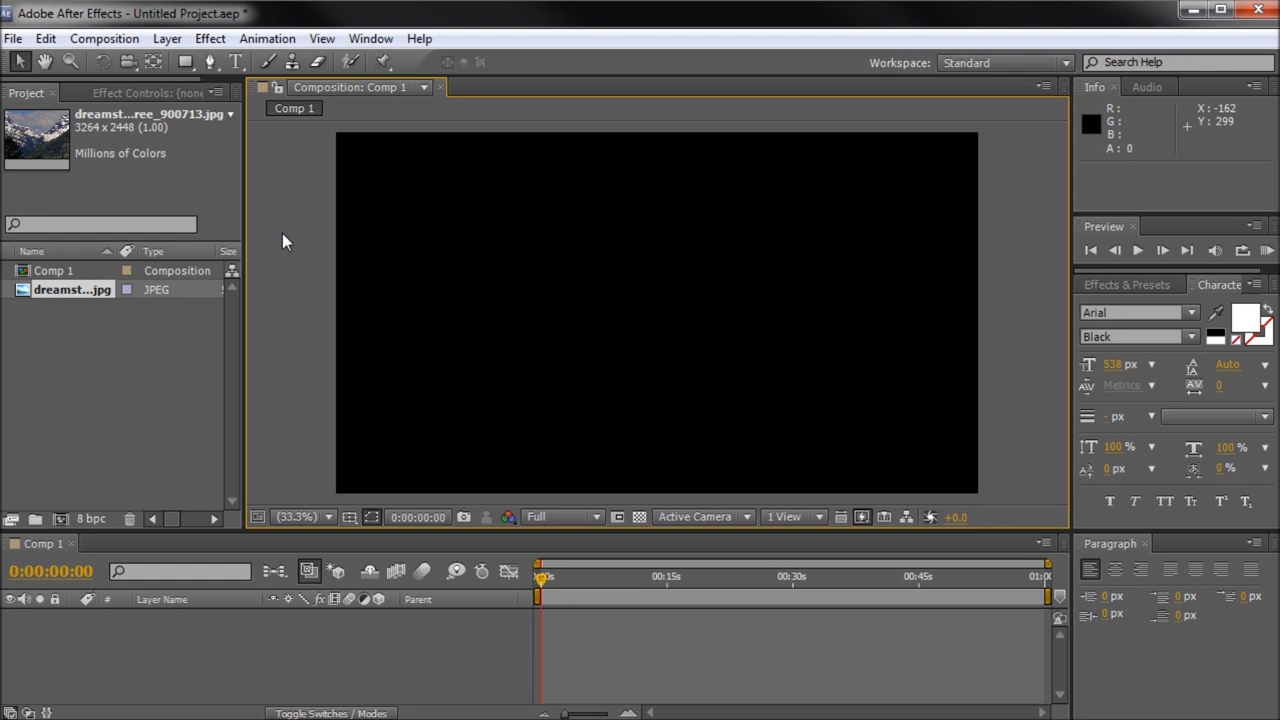 Adobe After Effects - Untitled Project.aep *
File Edit Composition Layer Effect Animation View Window Help
Workspace: Standard Search Help
Project × Effect Controls: (none
dreamst...ree_900713.jpg
3264 x 2448 (1.00)
Millions of Colors
Name Type Size
Comp 1 Composition
dreamst...jpg JPEG
8 bpc
Composition: Comp 1
Comp 1
(33.3%) 0:00:00:00 Full Active Camera 1 View +0.0
Info × Audio
R: X: -162
G: Y: 299
B:
A: 0
Preview ×
Effects & Presets Characte
Arial
Black
538 px Auto
Metrics 0
- px
100 % 100 %
0 px 0 %
T T TT Tr T¹ T₁
Comp 1 ×
0:00:00:00
00:15s 00:30s 00:45s 01:00
# Layer Name Parent
Toggle Switches / Modes
Paragraph ×
0 px 0 px 0 px
0 px 0 px